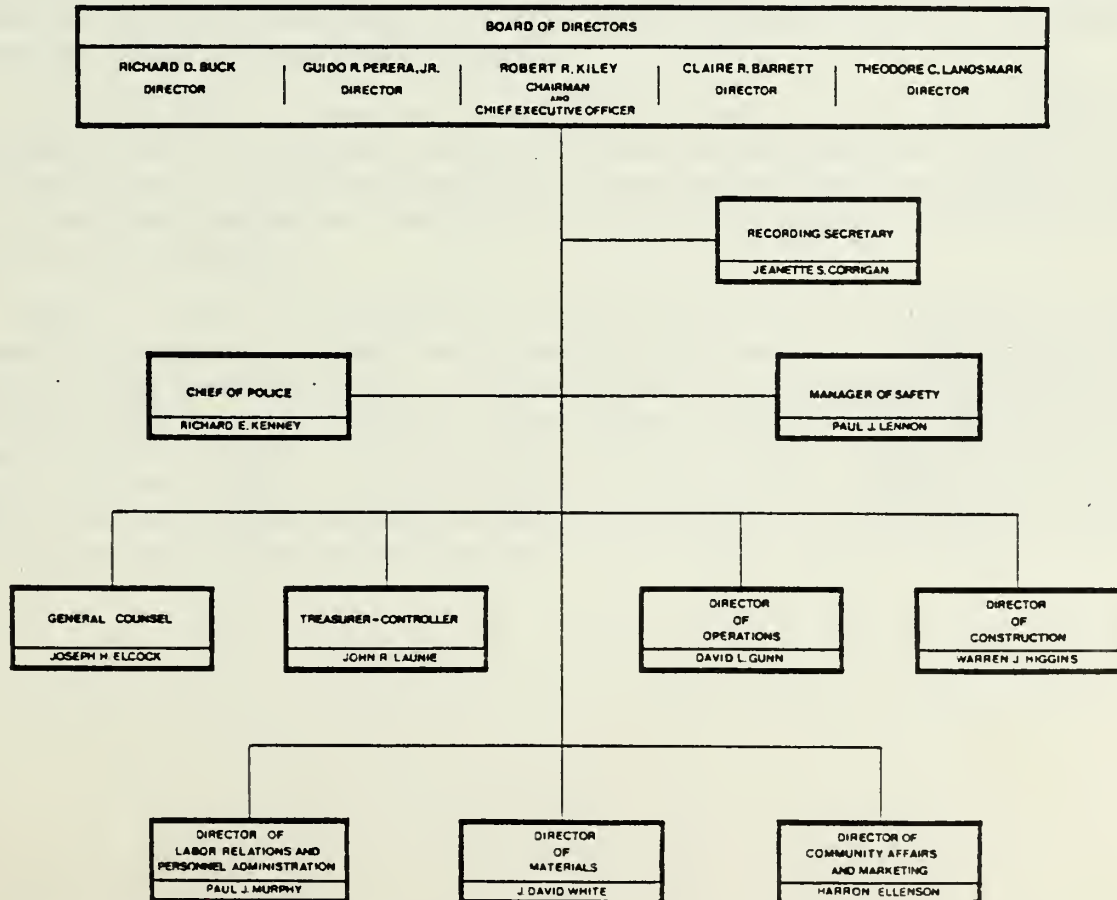 BOARD OF DIRECTORS
RICHARD D. BUCK
DIRECTOR
GUIDO R. PERERA, JR.
DIRECTOR
ROBERT R. KILEY
CHAIRMAN
AND
CHIEF EXECUTIVE OFFICER
CLAIRE R. BARRETT
DIRECTOR
THEODORE C. LANDSMARK
DIRECTOR
RECORDING SECRETARY
JEANETTE S. CORRIGAN
CHIEF OF POLICE
RICHARD E. KENNEY
MANAGER OF SAFETY
PAUL J. LENNON
GENERAL COUNSEL
JOSEPH H. ELCOCK
TREASURER-CONTROLLER
JOHN R. LAUNIE
DIRECTOR
OF
OPERATIONS
DAVID L. GUNN
DIRECTOR
OF
CONSTRUCTION
WARREN J. HIGGINS
DIRECTOR OF
LABOR RELATIONS AND
PERSONNEL ADMINISTRATION
PAUL J. MURPHY
DIRECTOR
OF
MATERIALS
J. DAVID WHITE
DIRECTOR OF
COMMUNITY AFFAIRS
AND MARKETING
HARRON ELLENSON